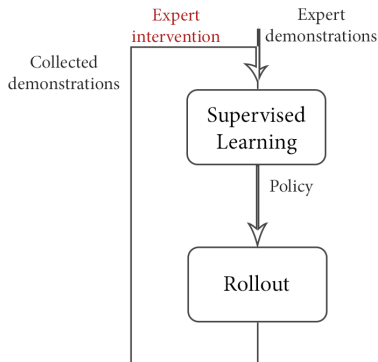 Expert
intervention
Expert
demonstrations
Collected
demonstrations
Supervised
Learning
Policy
Rollout